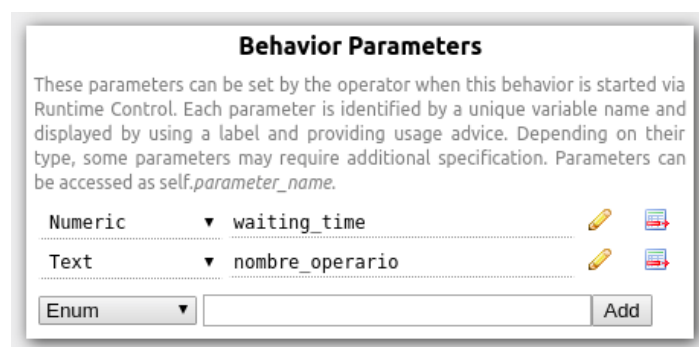 Behavior Parameters
These parameters can be set by the operator when this behavior is started via
Runtime Control. Each parameter is identified by a unique variable name and
displayed by using a label and providing usage advice. Depending on their
type, some parameters may require additional specification. Parameters can
be accessed as self.parameter_name.
Numeric waiting_time
Text nombre_operario
Enum Add